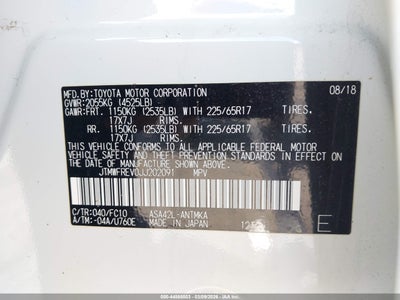 MFD.BY:TOYOTA MOTOR CORPORATION 08/18
GVWR:2055KG (4525LB)
GAWR:FRT. 1150KG (2535LB) WITH 225/65R17 TIRES,
17X7J RIMS.
RR. 1150KG (2535LB) WITH 225/65R17 TIRES,
17X7J RIMS.
THIS VEHICLE CONFORMS TO ALL APPLICABLE FEDERAL MOTOR
VEHICLE SAFETY AND THEFT PREVENTION STANDARDS IN EFFECT ON
THE DATE OF MANUFACTURE SHOWN ABOVE.
JTMWFREV0JJ202091 MPV
C/TR:040/FC10 ASA42L-ANTMKA
A/TM:-04A/U760E MADE IN JAPAN E